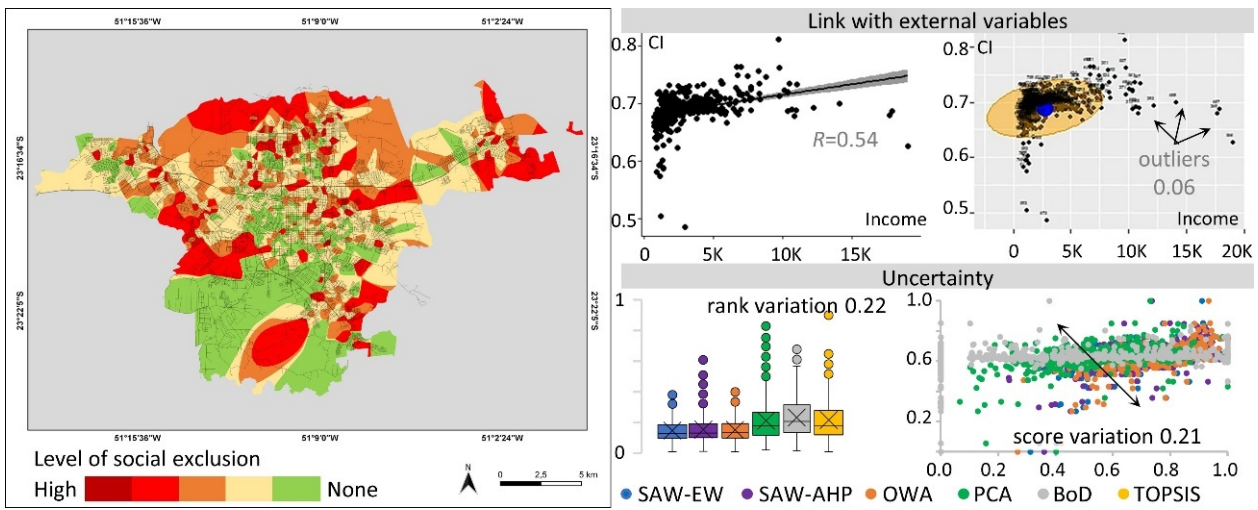 51°15'36"W 51°9'0"W 51°2'24"W
23°16'34"S 23°16'34"S
23°22'5"S 23°22'5"S
51°15'36"W 51°9'0"W 51°2'24"W
Level of social exclusion
High None
N
0 2,5 5 km
Link with external variables
CI
0.8
0.7
0.6
0.5
R=0.54
Income
0 5K 10K 15K
CI
0.8
0.7
0.6
0.5
outliers
0.06
Income
0 5K 10K 15K 20K
Uncertainty
rank variation 0.22
1
0
1.0
0.6
0.2
score variation 0.21
0.0 0.2 0.4 0.6 0.8 1.0
SAW-EW SAW-AHP OWA PCA BoD TOPSIS